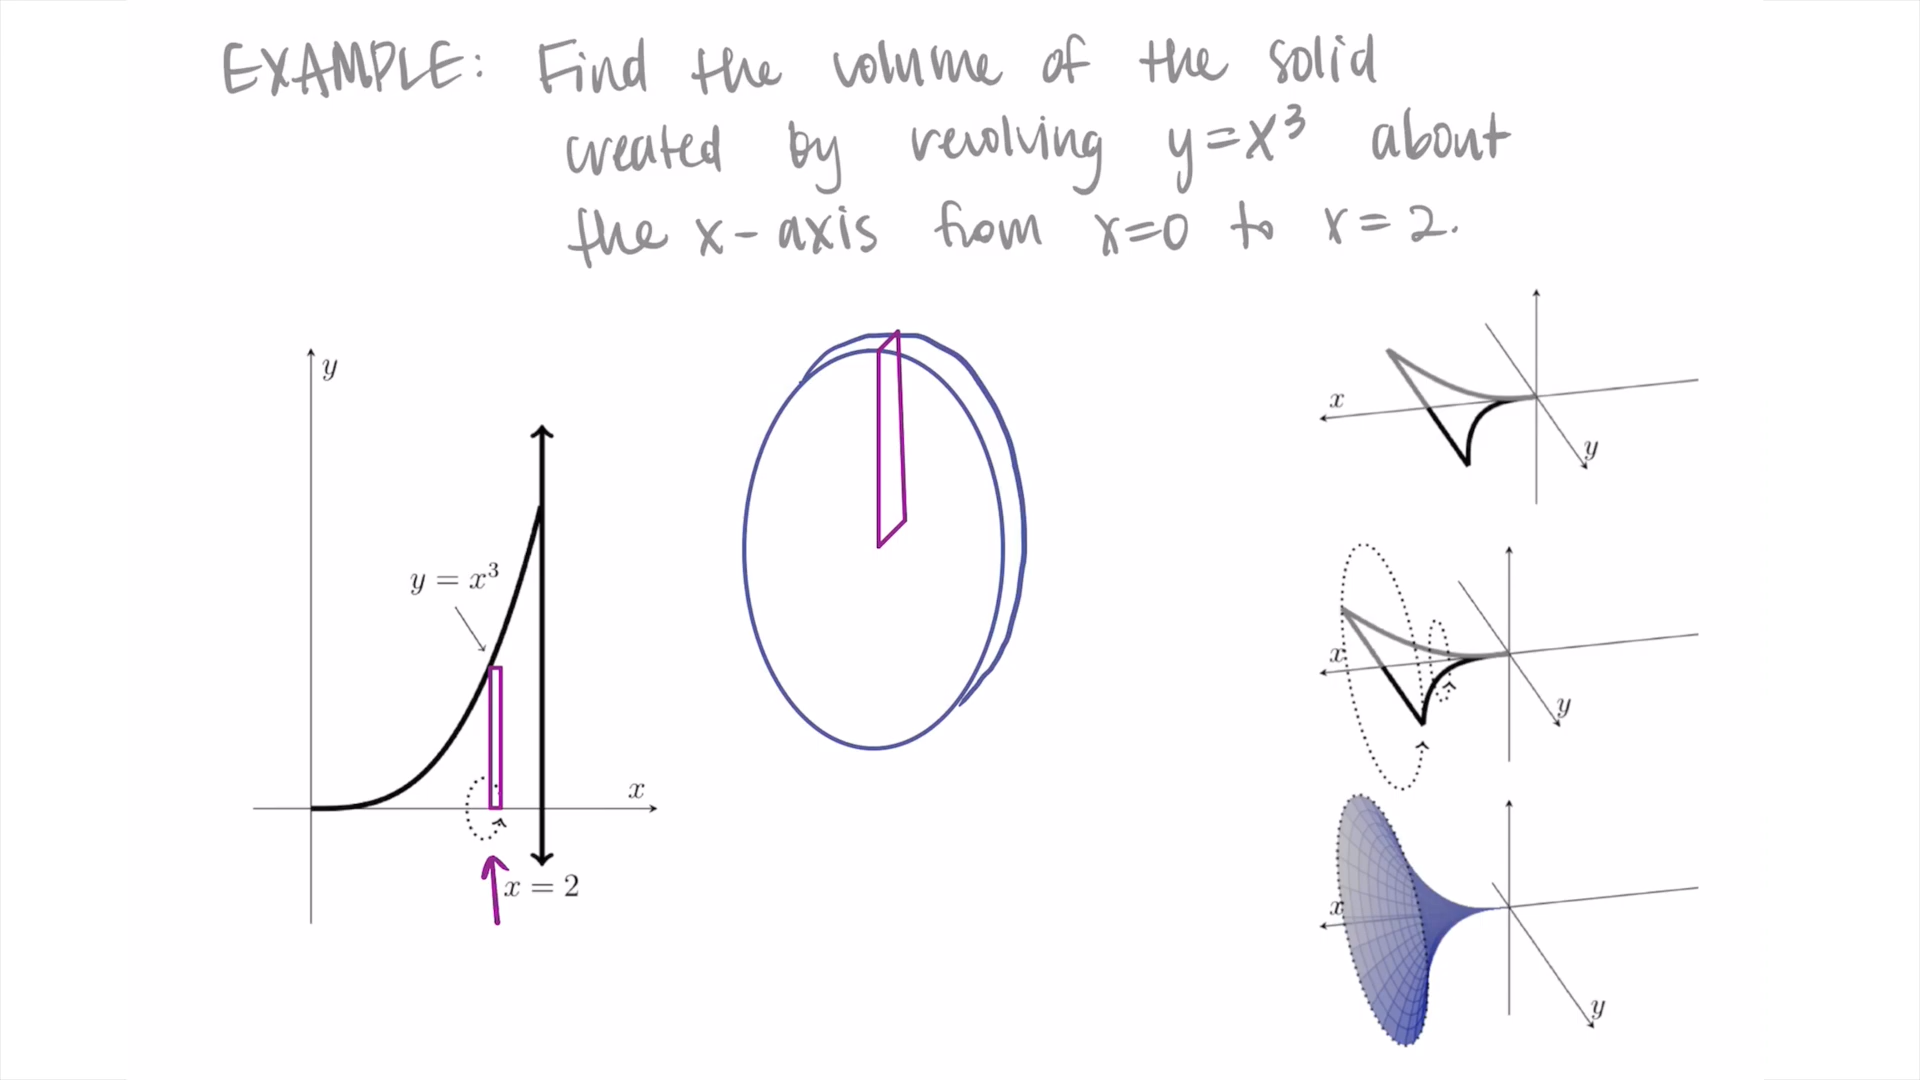 EXAMPLE: Find the volume of the solid
created by revolving y=x³ about
the x-axis from x=0 to x=2.
y
y = x³
x
x = 2
x
y
x
y
x
y